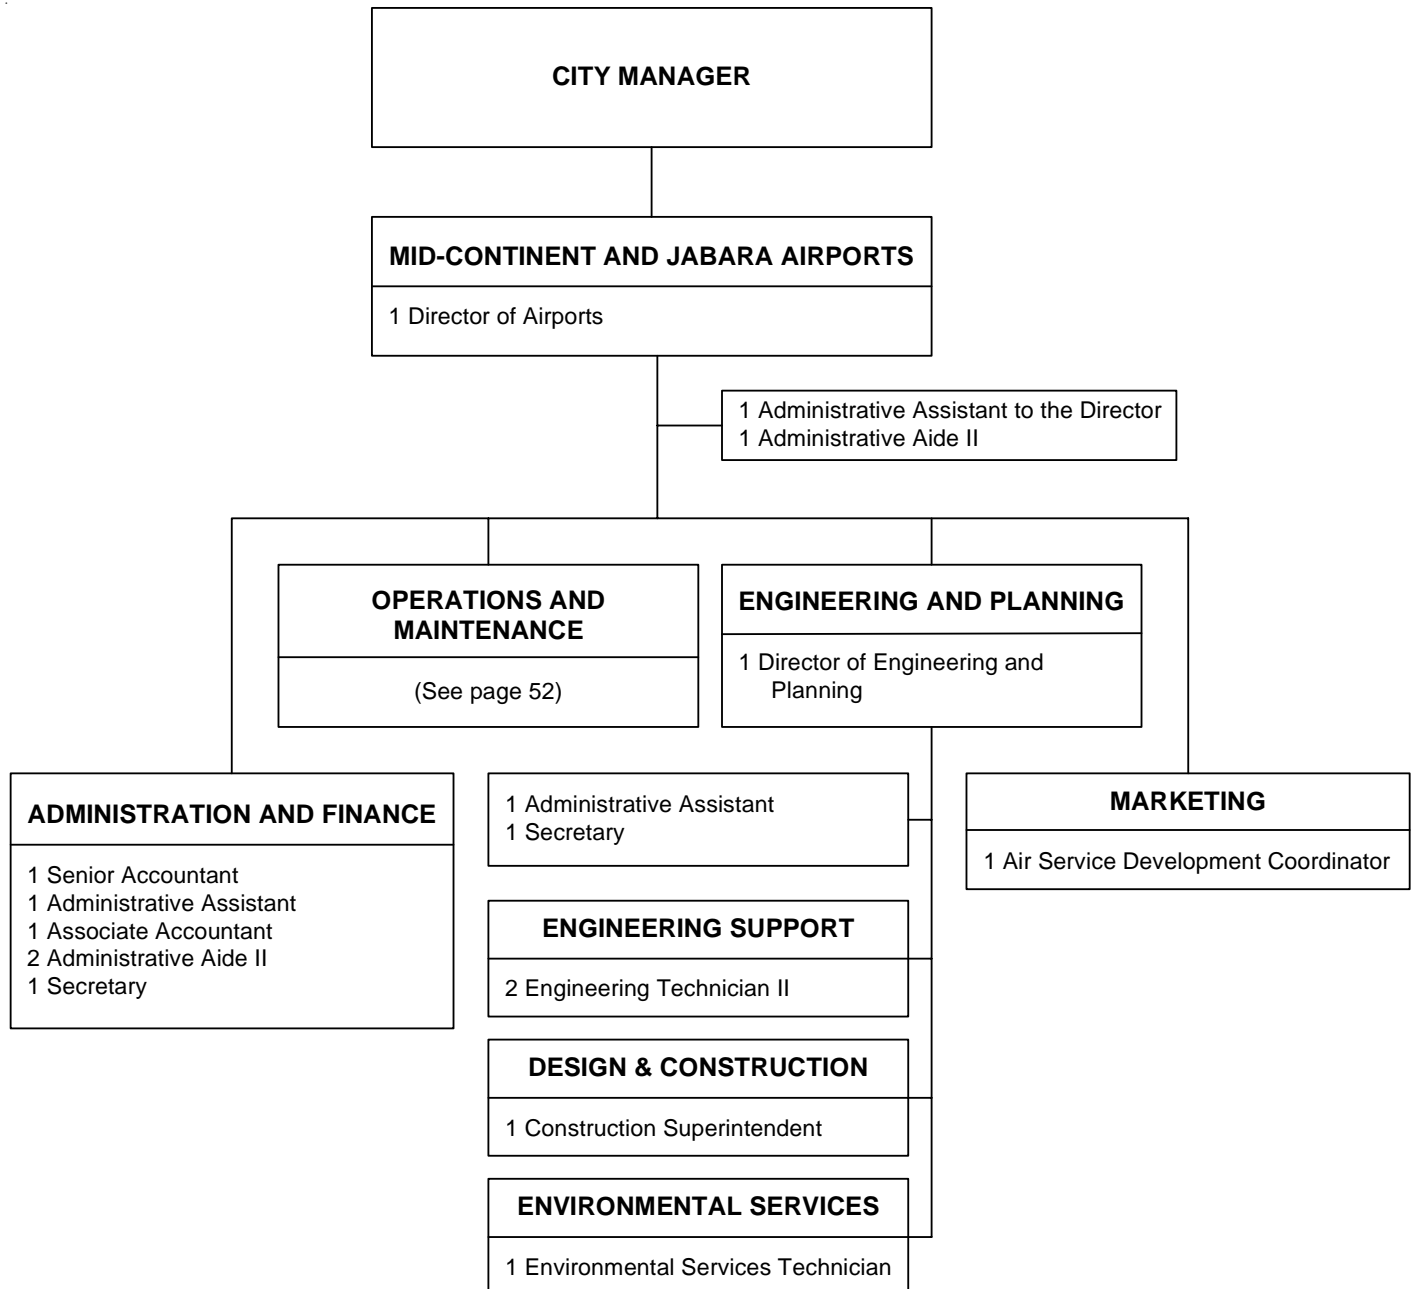 CITY MANAGER
MID-CONTINENT AND JABARA AIRPORTS
1 Director of Airports
1 Administrative Assistant to the Director
1 Administrative Aide II
OPERATIONS AND
MAINTENANCE
(See page 52)
ENGINEERING AND PLANNING
1 Director of Engineering and
Planning
ADMINISTRATION AND FINANCE
1 Senior Accountant
1 Administrative Assistant
1 Associate Accountant
2 Administrative Aide II
1 Secretary
1 Administrative Assistant
1 Secretary
MARKETING
1 Air Service Development Coordinator
ENGINEERING SUPPORT
2 Engineering Technician II
DESIGN & CONSTRUCTION
1 Construction Superintendent
ENVIRONMENTAL SERVICES
1 Environmental Services Technician